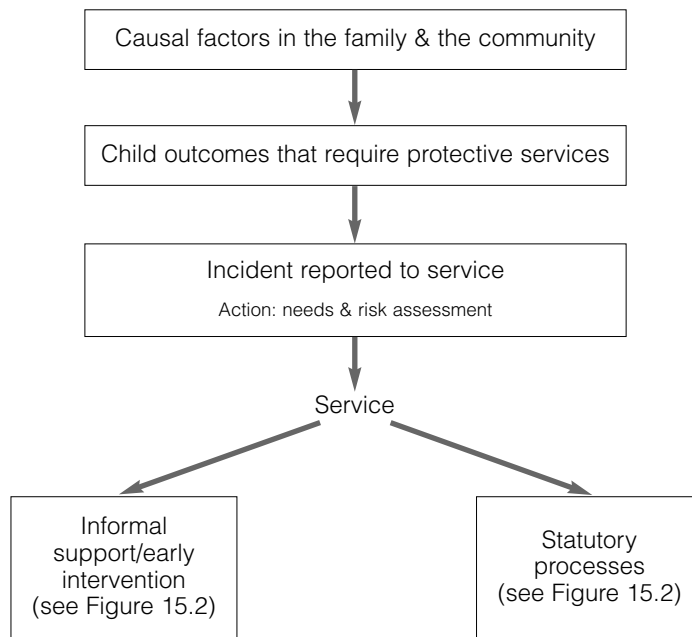 Causal factors in the family & the community
Child outcomes that require protective services
Incident reported to service
Action: needs & risk assessment
Service
Informal
support/early
intervention
(see Figure 15.2)
Statutory
processes
(see Figure 15.2)